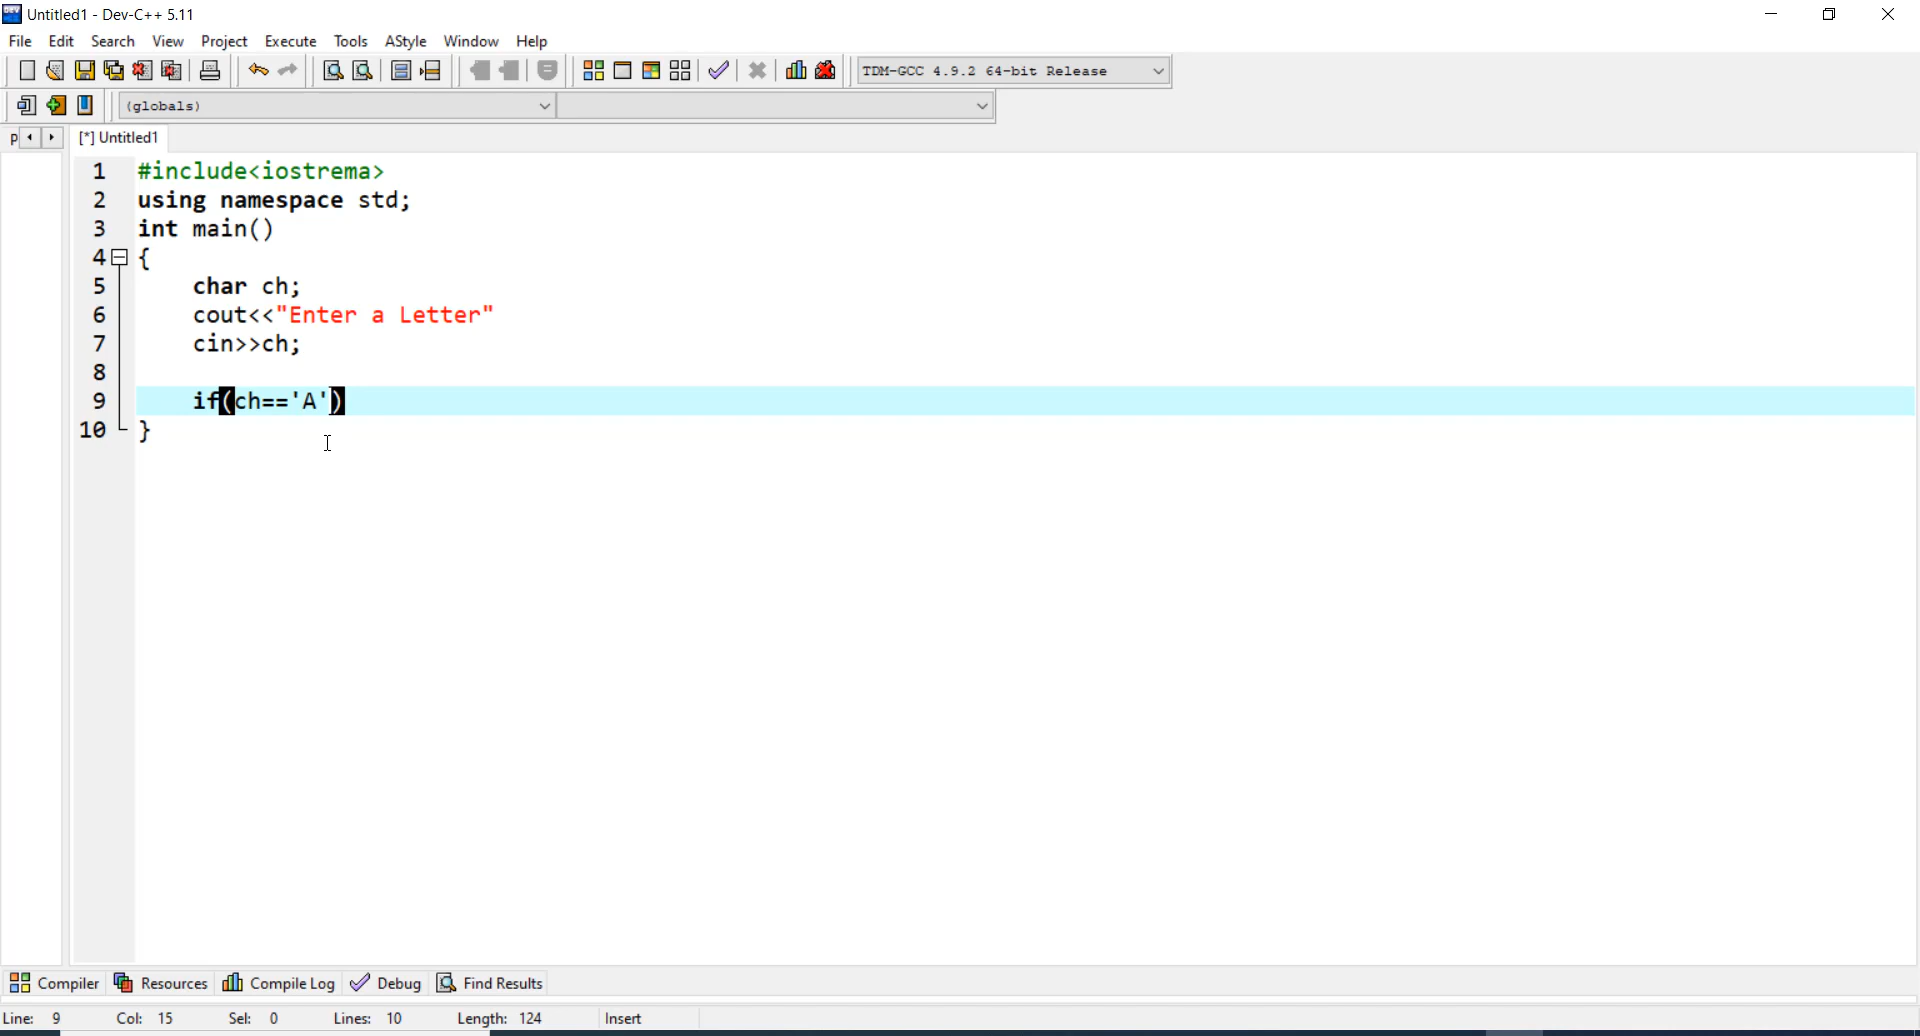 Untitled1 - Dev-C++ 5.11
File Edit Search View Project Execute Tools AStyle Window Help
TDM-GCC 4.9.2 64-bit Release
(globals)
p [*] Untitled1
1 #include<iostrema>
2 using namespace std;
3 int main()
4 {
5 char ch;
6 cout<<"Enter a Letter"
7 cin>>ch;
8
9 if(ch=='A')
10 }
Compiler Resources Compile Log Debug Find Results
Line: 9 Col: 15 Sel: 0 Lines: 10 Length: 124 Insert